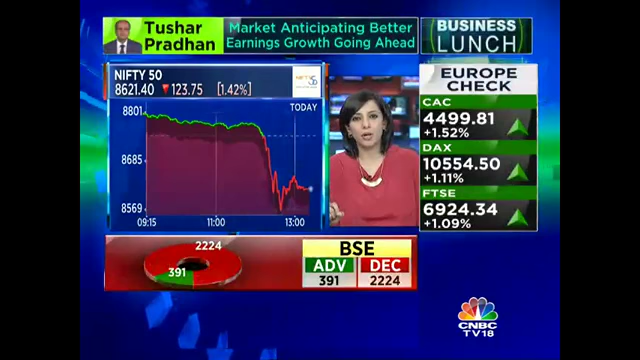 Tushar
Pradhan
Market Anticipating Better
Earnings Growth Going Ahead
BUSINESS
LUNCH
NIFTY 50
8621.40 ▼ 123.75 [1.42%]
TODAY
8801
8685
8569
09:15 11:00 13:00
EUROPE
CHECK
CAC
4499.81
+1.52%
DAX
10554.50
+1.11%
FTSE
6924.34
+1.09%
2224
391
BSE
ADV DEC
391 2224
CNBC
TV18